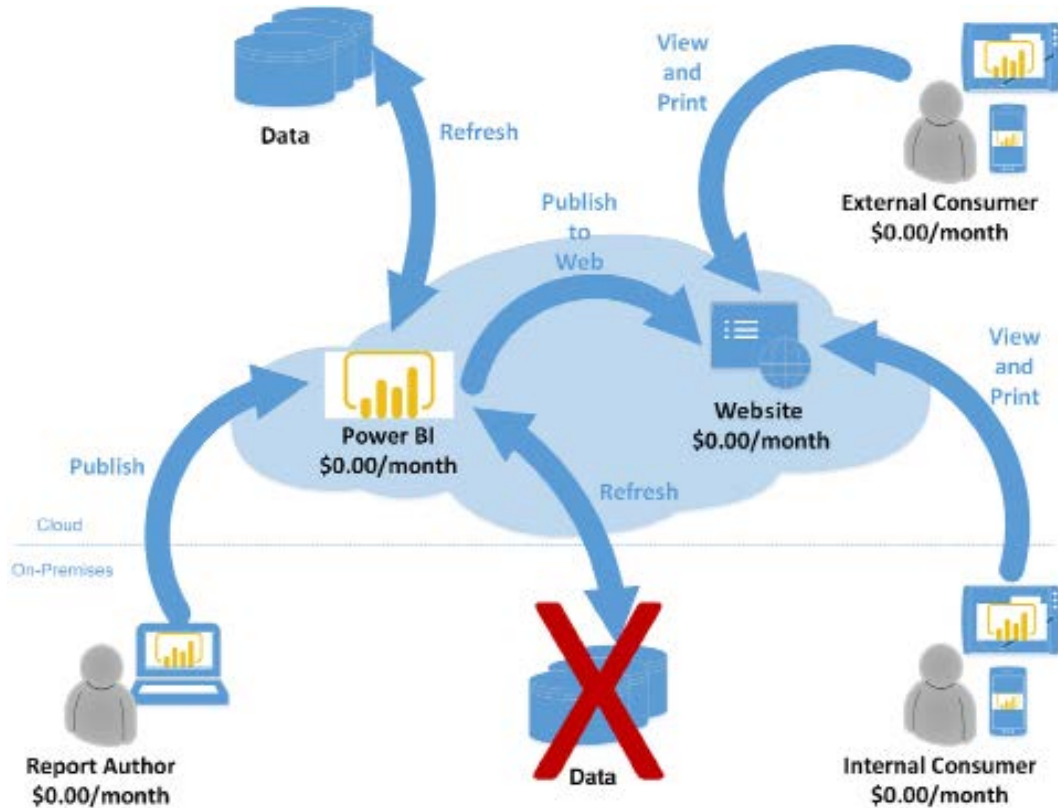 Data
Refresh
View
and
Print
External Consumer
$0.00/month
Publish
to
Web
Power BI
$0.00/month
Website
$0.00/month
View
and
Print
Publish
Refresh
Cloud
On-Premises
Report Author
$0.00/month
Data
Internal Consumer
$0.00/month